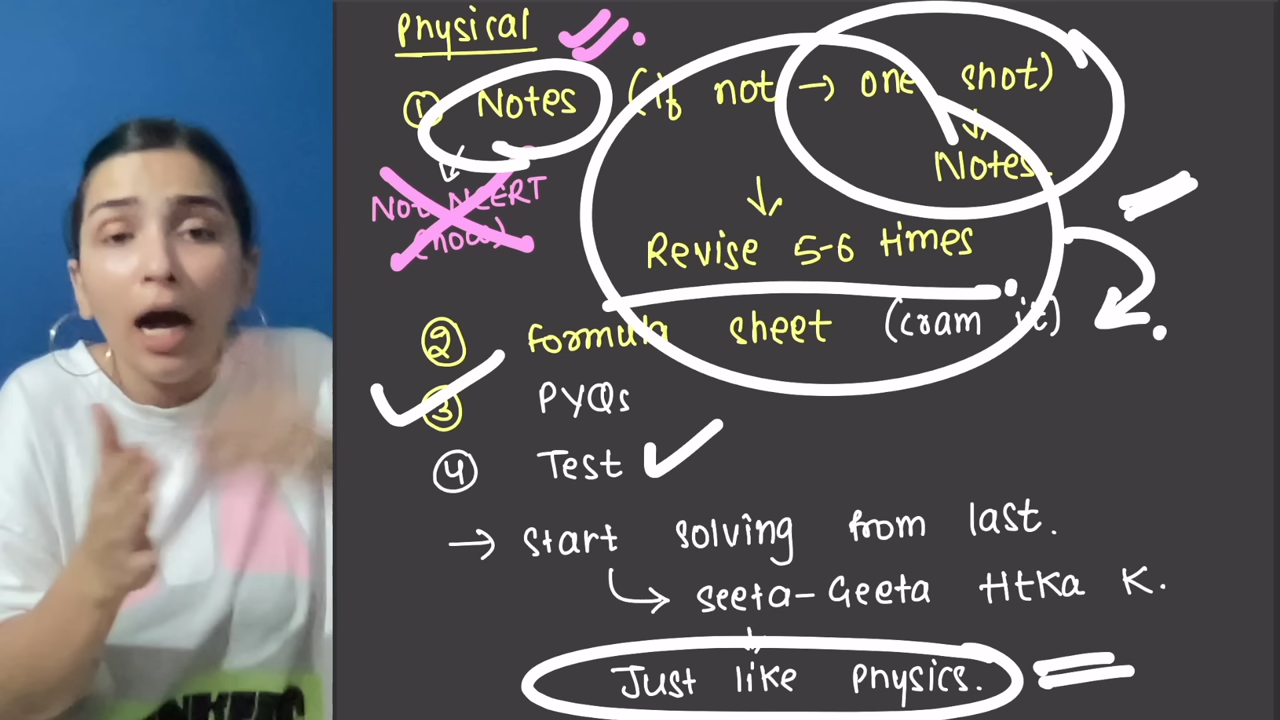 Physical
① Notes (if not → one shot)
↓
Notes.
Not NCERT
(now)
↓
Revise 5-6 times
② formula sheet (cram it)
③ PYQs
④ Test
→ Start solving from last.
↳ Seeta-Geeta HtKa K.
↓
Just like physics.